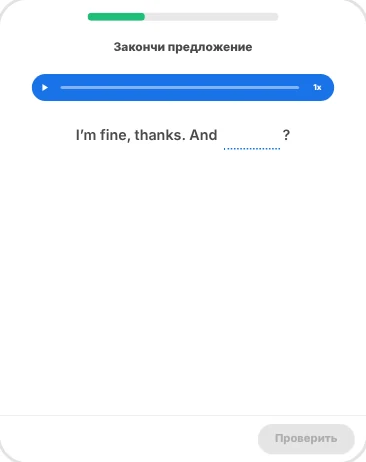 Закончи предложение
1x
I’m fine, thanks. And ?
Проверить